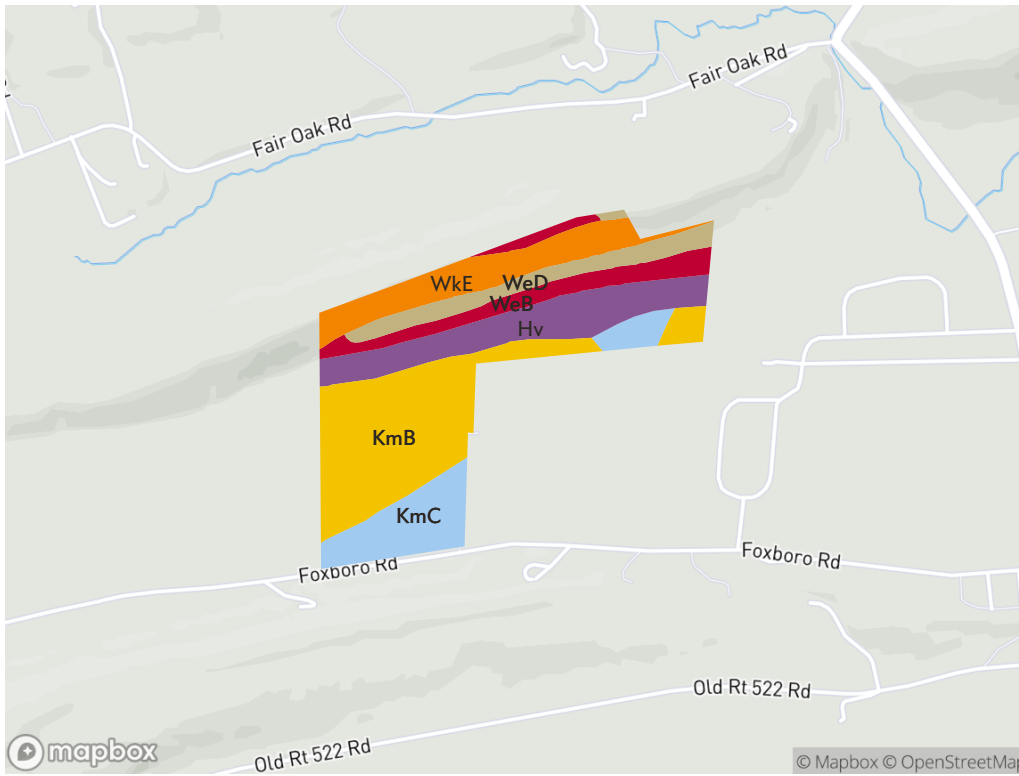 Fair Oak Rd
Fair Oak Rd
WkE
WeD
WeB
Hv
KmB
KmC
Foxboro Rd
Foxboro Rd
Old Rt 522 Rd
Old Rt 522 Rd
mapbox
© Mapbox © OpenStreetMap